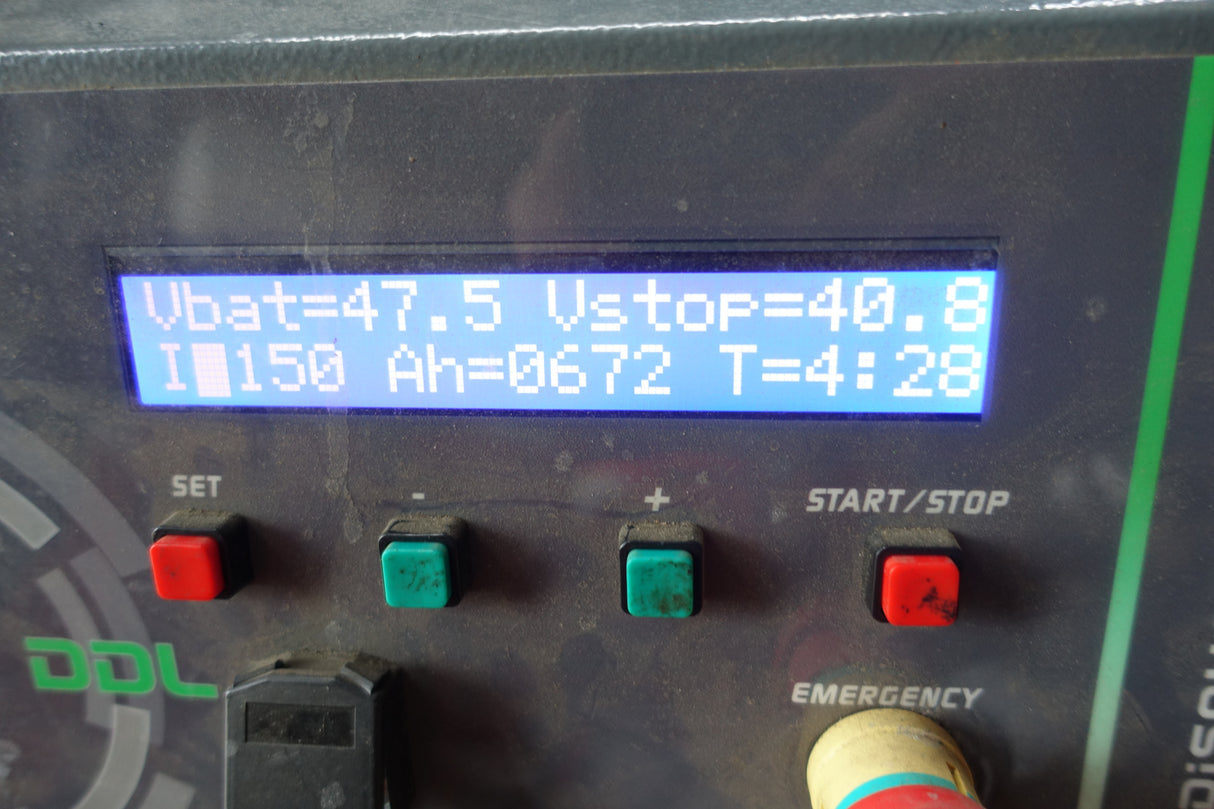 Vbat=47.5 Vstop=40.8
I█150 Ah=0672 T=4:28
SET - + START/STOP
DDL
EMERGENCY